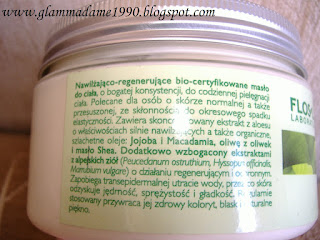 www.glammadame1990.blogspot.com
Nawilżająco-regenerujące bio-certyfikowane masło
do ciała, o bogatej konsystencji, do codziennej pielęgnacji
ciała. Polecane dla osób o skórze normalnej a także
przesuszonej, ze skłonnością do okresowego spadku
elastyczności. Zawiera skoncentrowany ekstrakt z aloesu
o właściwościach silnie nawilżających a także organiczne,
szlachetne oleje: Jojoba i Macadamia, oliwę z oliwek
i masło Shea. Dodatkowo wzbogacony ekstraktami
z alpejskich ziół (Peucedanum ostruthium, Hyssopus officinalis,
Marrubium vulgare) o działaniu regenerującym i ochronnym.
Zapobiega transepidermalnej utracie wody, przez co skóra
odzyskuje jędrność, sprężystość i gładkość. Regularnie
stosowany przywraca jej zdrowy koloryt, blask i naturalne
piękno.
FLOS
LABORA